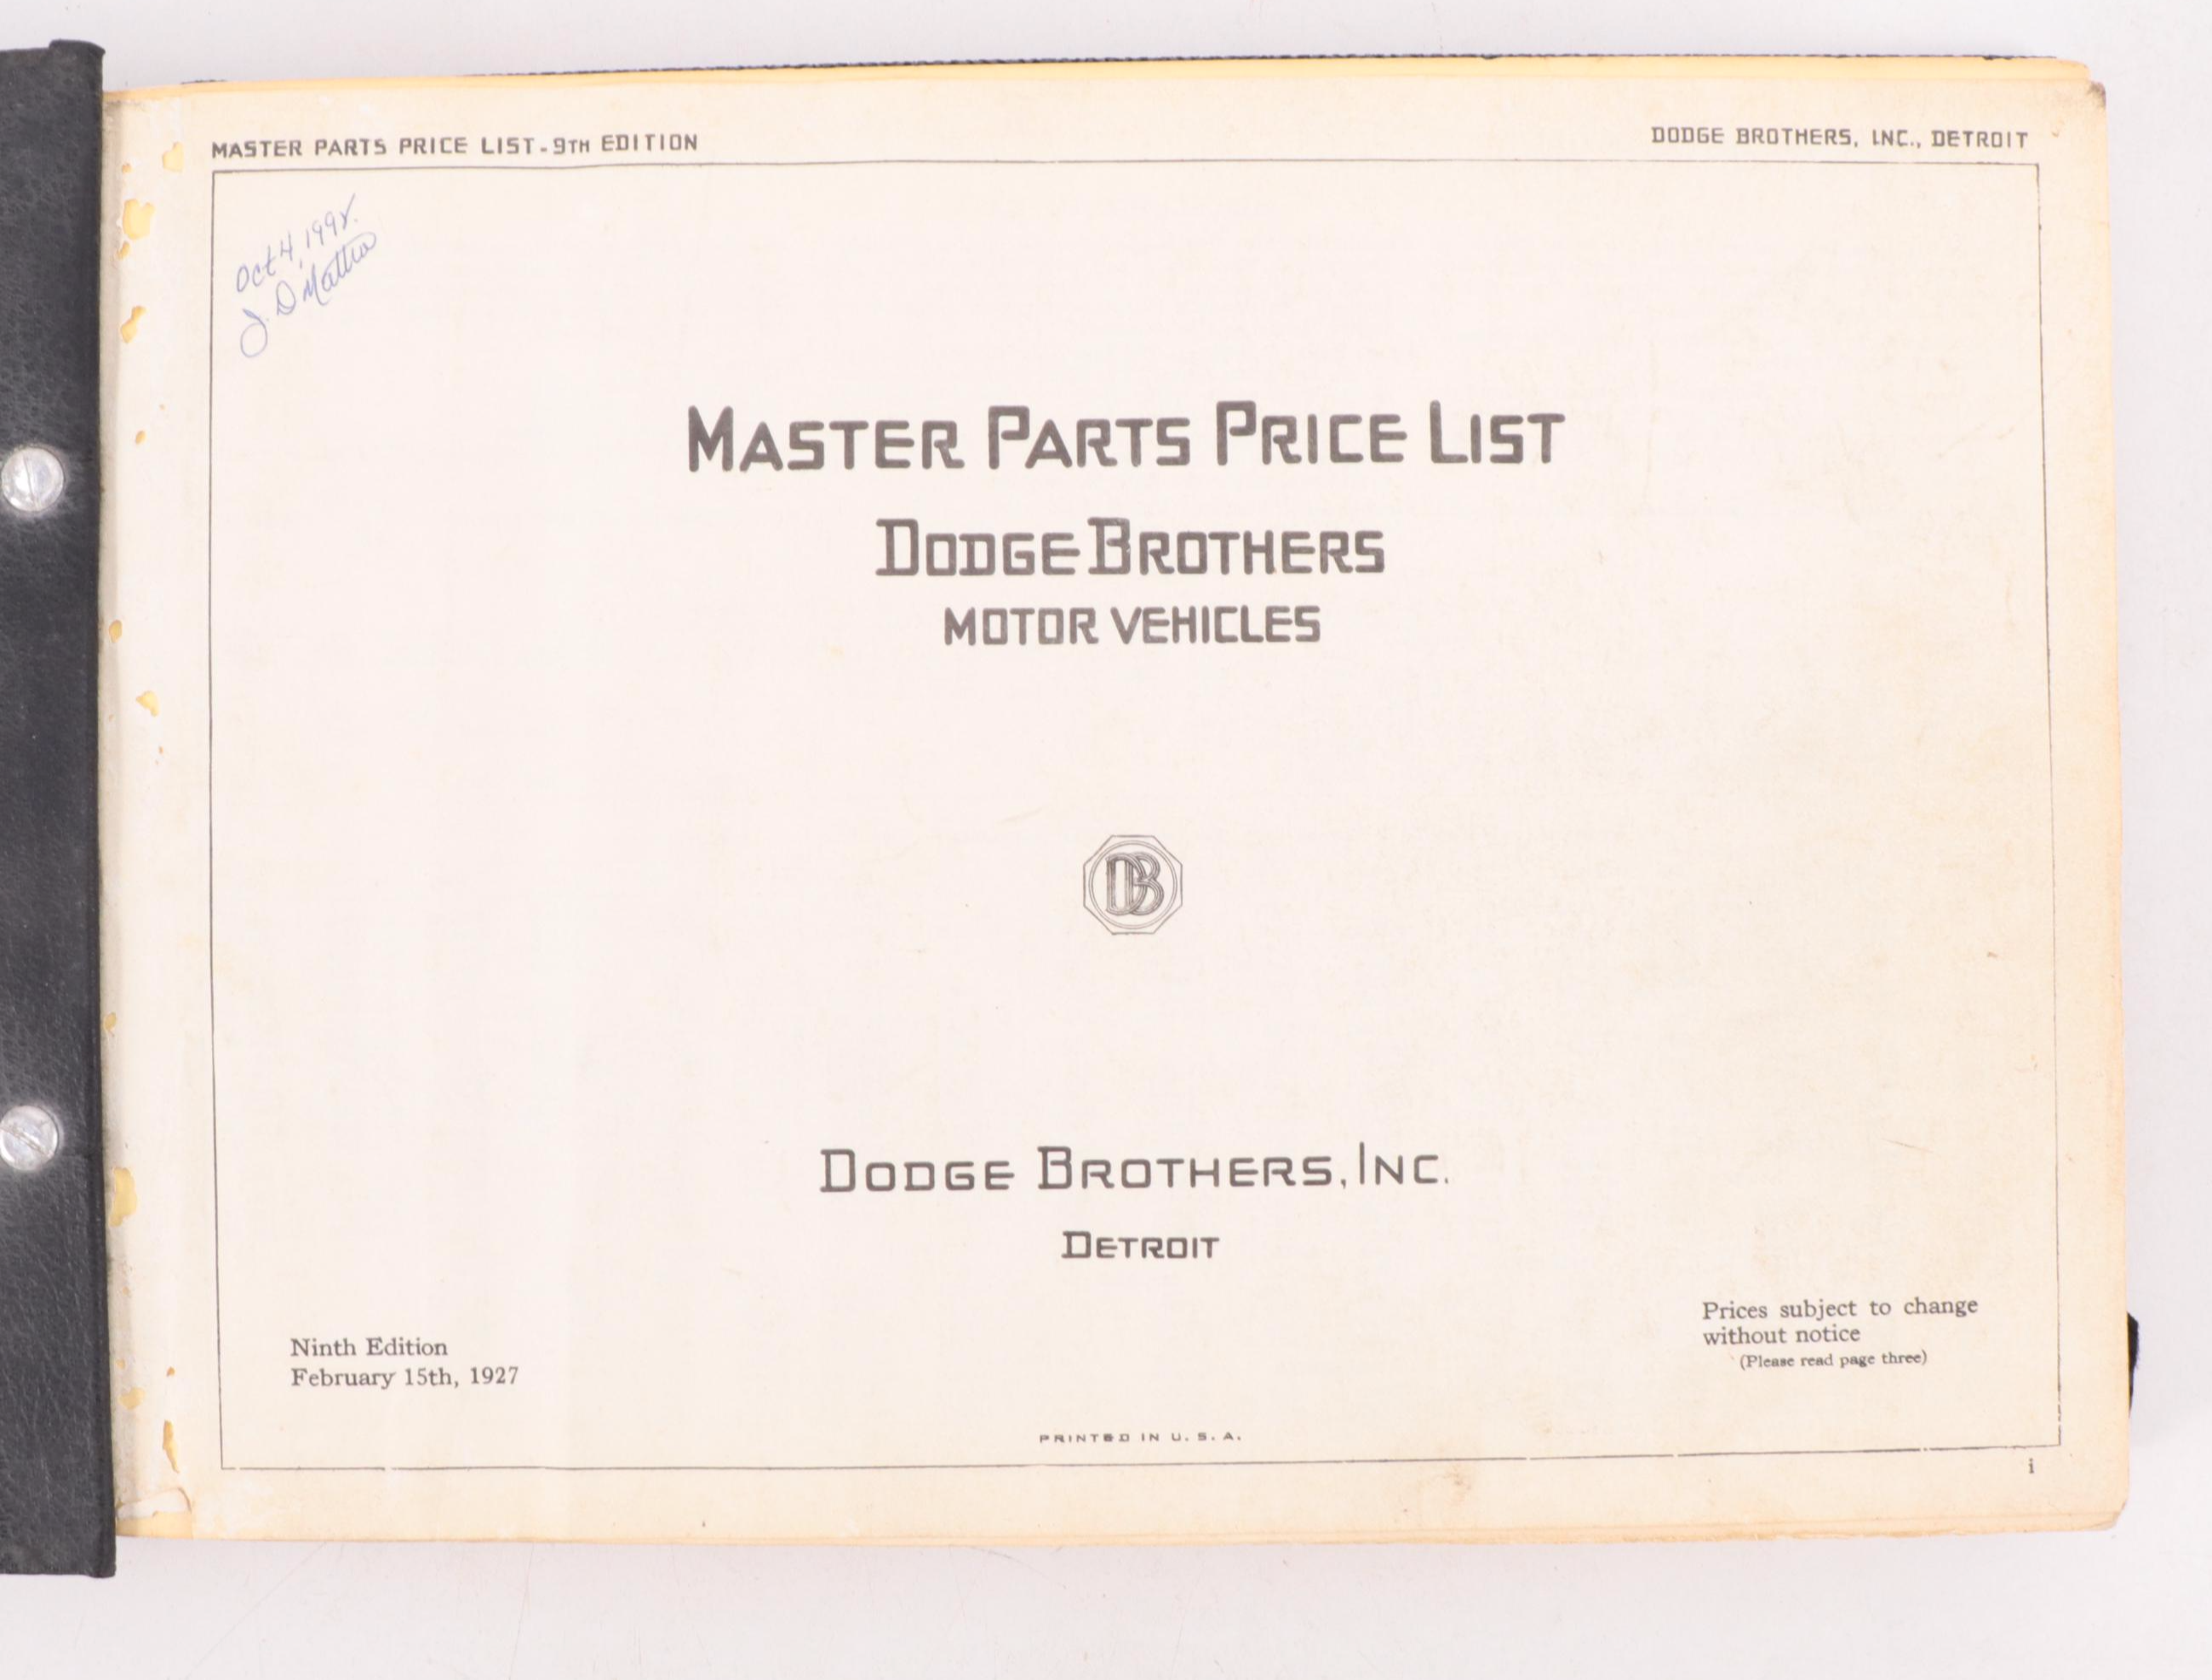 MASTER PARTS PRICE LIST - 9TH EDITION
DODGE BROTHERS, INC., DETROIT
Oct 4, 199
J. D'Mattia
MASTER PARTS PRICE LIST
DODGE BROTHERS
MOTOR VEHICLES
DB
DODGE BROTHERS, INC.
DETROIT
Ninth Edition
February 15th, 1927
Prices subject to change
without notice
(Please read page three)
PRINTED IN U. S. A.
i